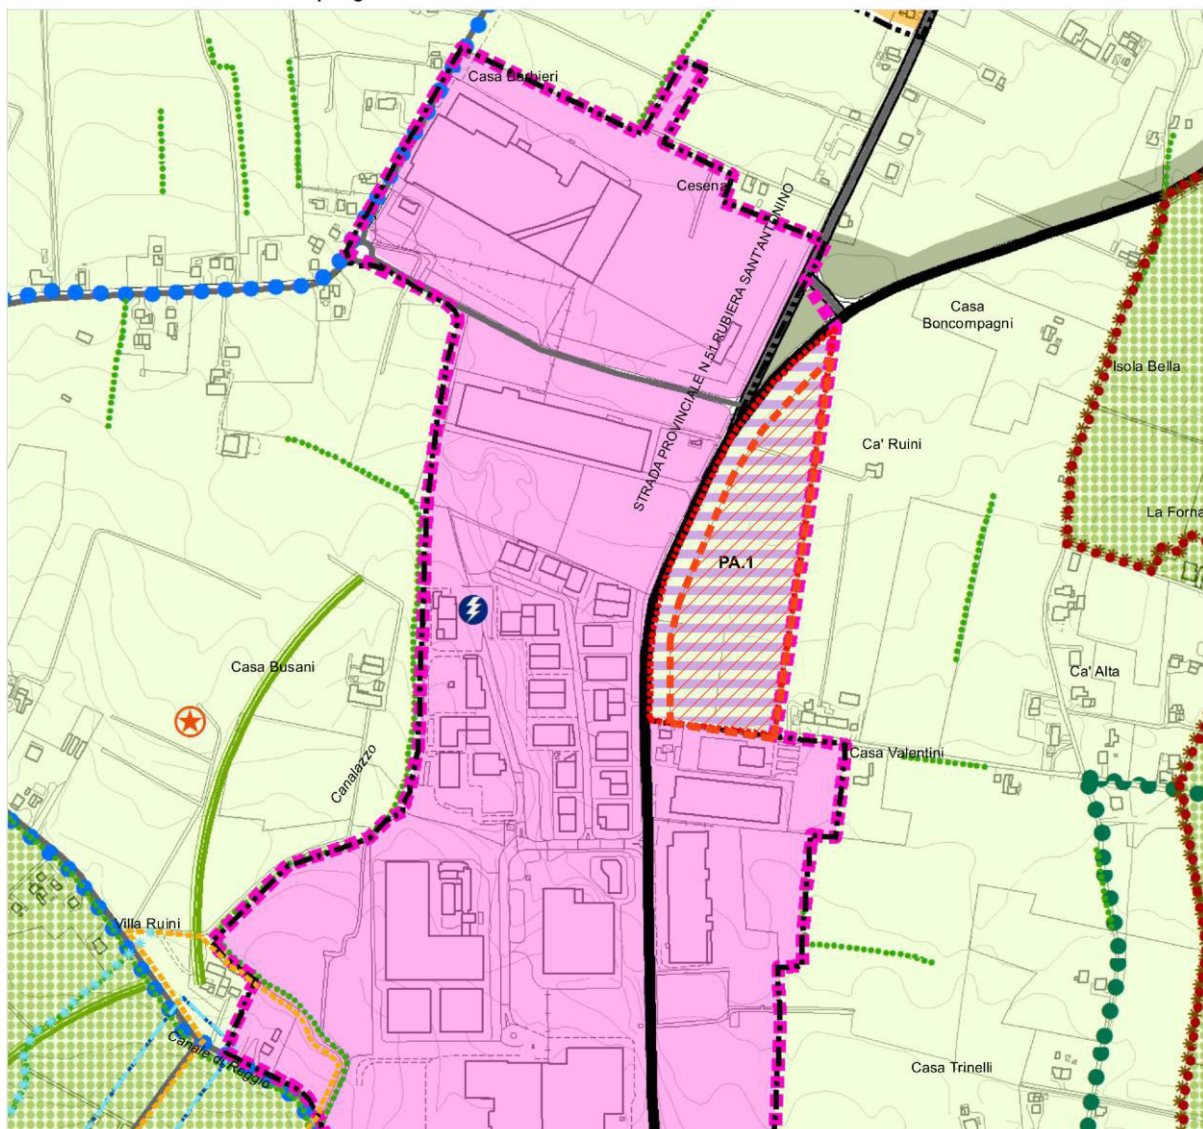 Casa Barbieri
Cesena
STRADA PROVINCIALE N 51 RUBIERA SANT'ANTONINO
Casa
Boncompagni
Isola Bella
Ca' Ruini
La Forna
PA.1
Casa Busani
Ca' Alta
Canalazzo
Casa Valentini
Villa Ruini
Canale di Reggio
Casa Trinelli